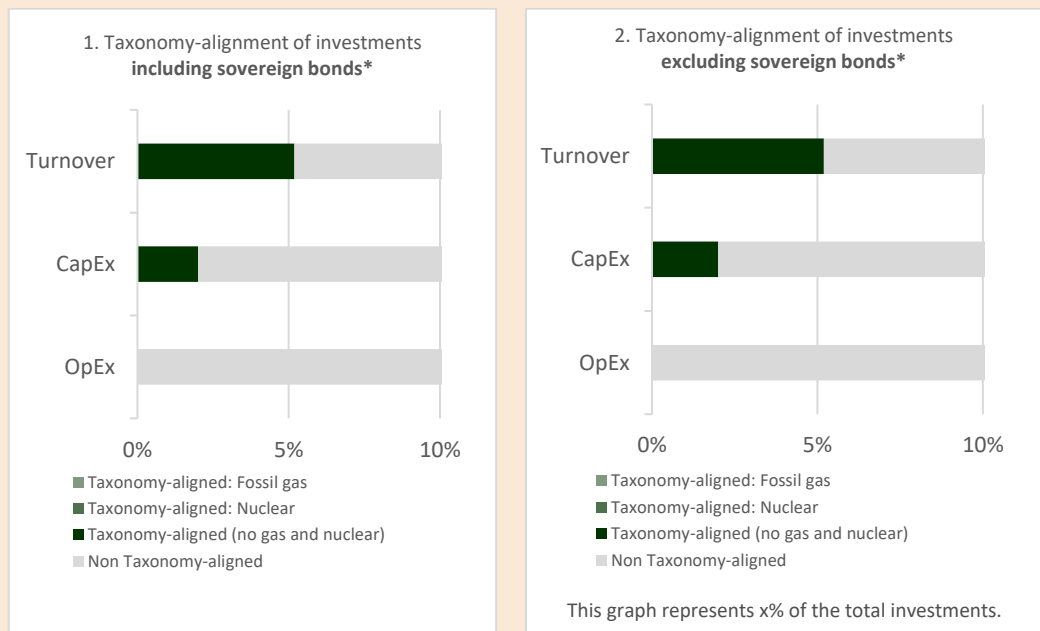 1. Taxonomy-alignment of investments
including sovereign bonds*
Turnover
CapEx
OpEx
0%
5%
10%
Taxonomy-aligned: Fossil gas
Taxonomy-aligned: Nuclear
Taxonomy-aligned (no gas and nuclear)
Non Taxonomy-aligned
2. Taxonomy-alignment of investments
excluding sovereign bonds*
Turnover
CapEx
OpEx
0%
5%
10%
Taxonomy-aligned: Fossil gas
Taxonomy-aligned: Nuclear
Taxonomy-aligned (no gas and nuclear)
Non Taxonomy-aligned
This graph represents x% of the total investments.